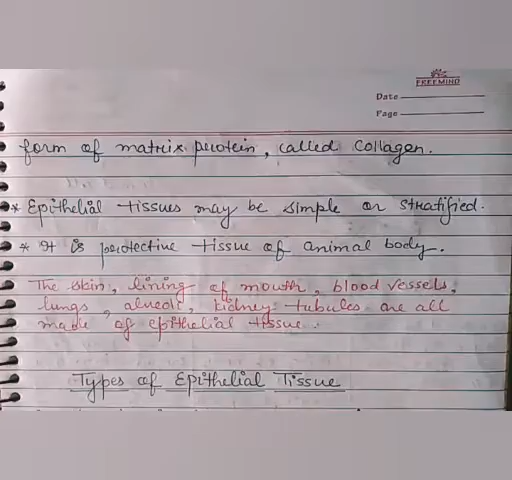 FREEMIND
Date
Page
form of matrix protein, called Collagen.
* Epithelial tissues may be simple or stratified.
* It is protective tissue of animal body.
The skin, lining of mouth, blood vessels,
lungs, alveoli, kidney tubules are all
made of epithelial tissue.
Types of Epithelial Tissue